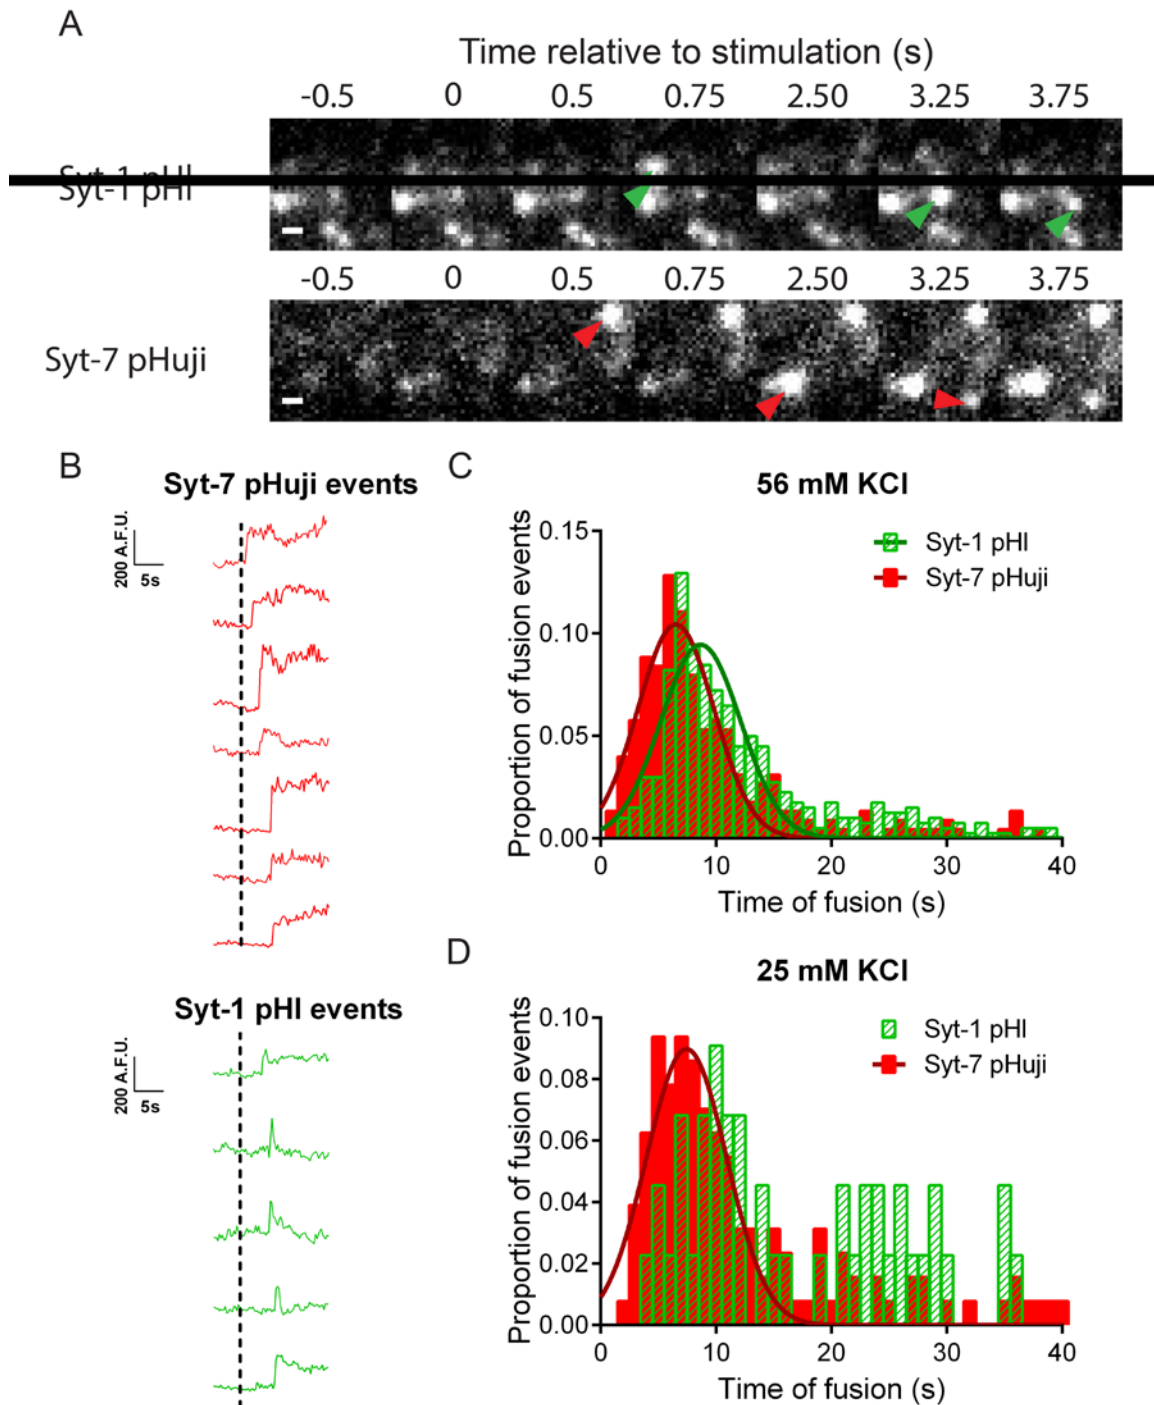 A
Time relative to stimulation (s)
-0.5 0 0.5 0.75 2.50 3.25 3.75
Syt-1 pHl
Syt-1 pHl
-0.5 0 0.5 0.75 2.50 3.25 3.75
Syt-7 pHuji
B
Syt-7 pHuji events
200 A.F.U.
5s
Syt-1 pHl events
200 A.F.U.
5s
C
56 mM KCl
Syt-1 pHl
Syt-7 pHuji
Proportion of fusion events
0.15
0.10
0.05
0.00
0 10 20 30 40
Time of fusion (s)
D
25 mM KCl
Syt-1 pHl
Syt-7 pHuji
Proportion of fusion events
0.10
0.08
0.06
0.04
0.02
0.00
0 10 20 30 40
Time of fusion (s)